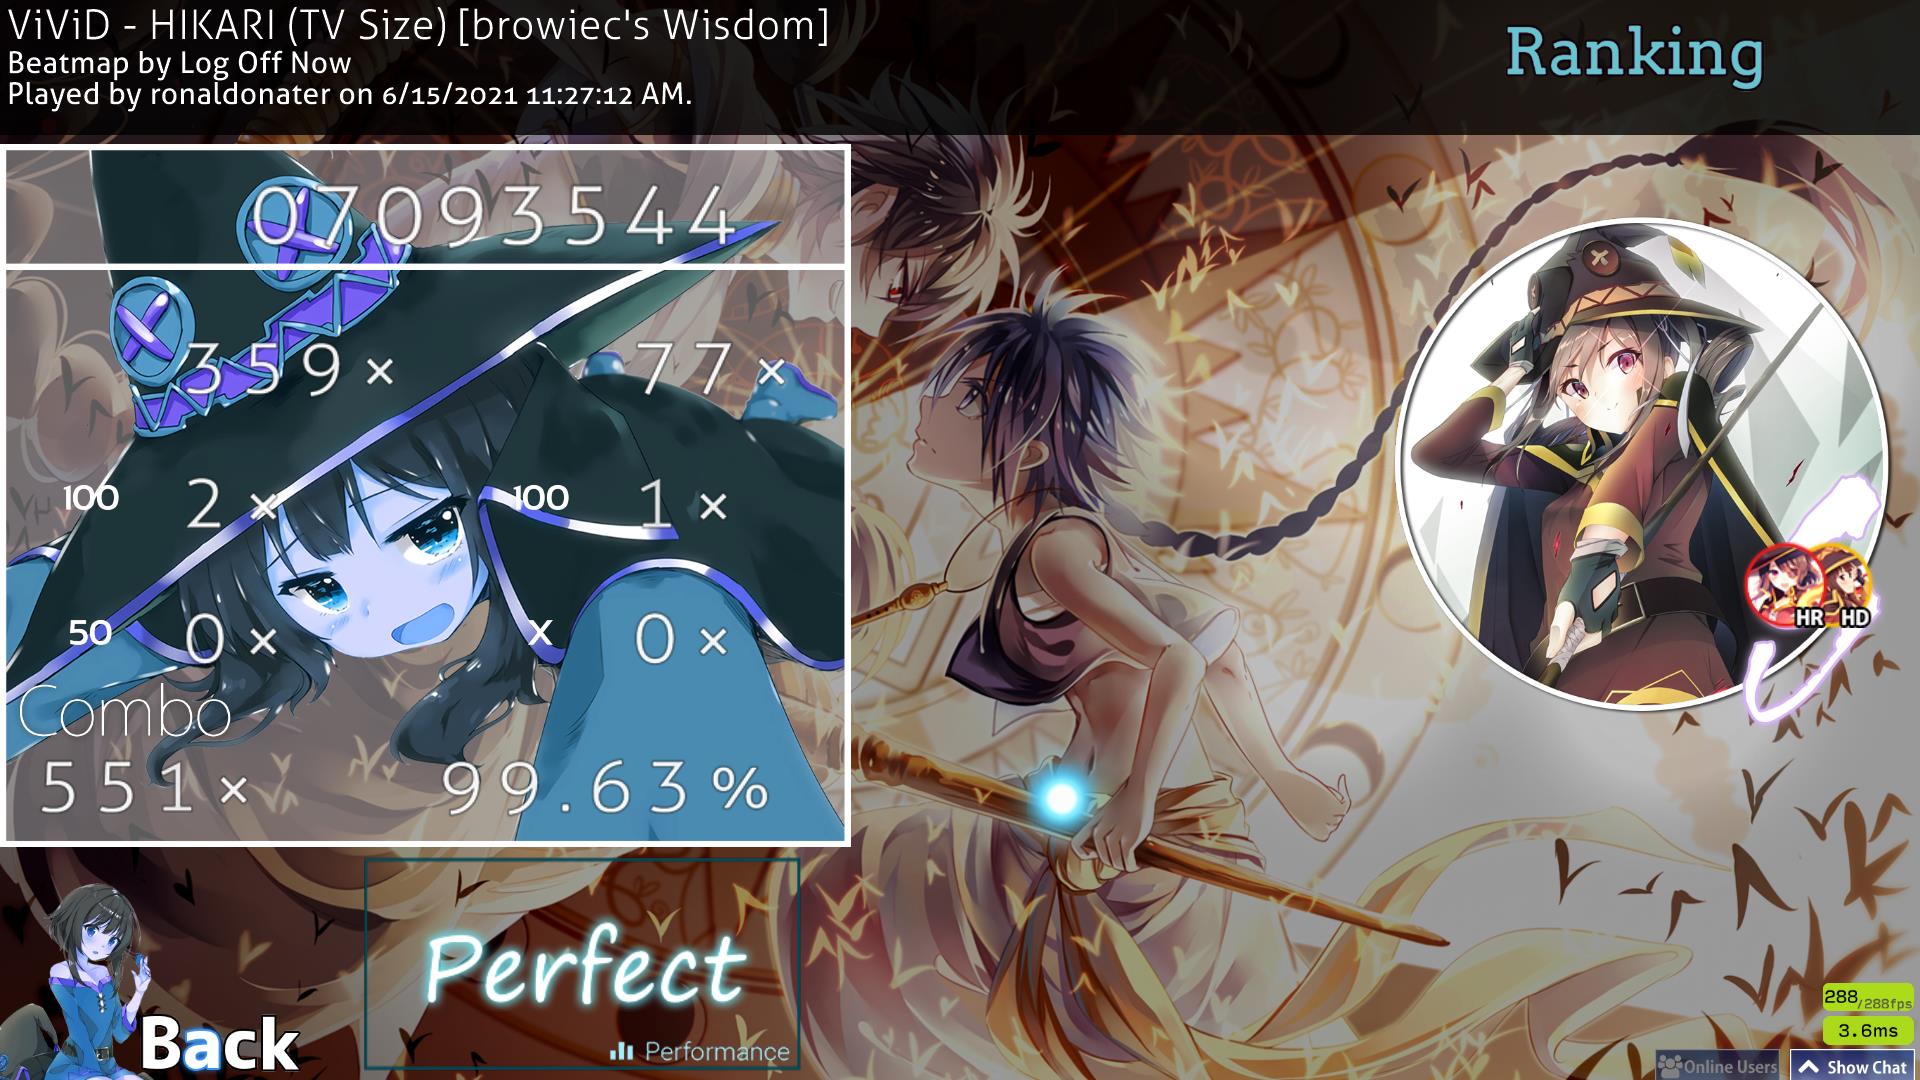 ViViD - HIKARI (TV Size) [browiec's Wisdom]
Beatmap by Log Off Now
Played by ronaldonater on 6/15/2021 11:27:12 AM.
Ranking
07093544
359× 77×
100 2× 100 1×
50 0× X 0×
Combo
551× 99.63%
HR HD
Perfect
Performance
Back
288/288fps
3.6ms
Online Users
Show Chat